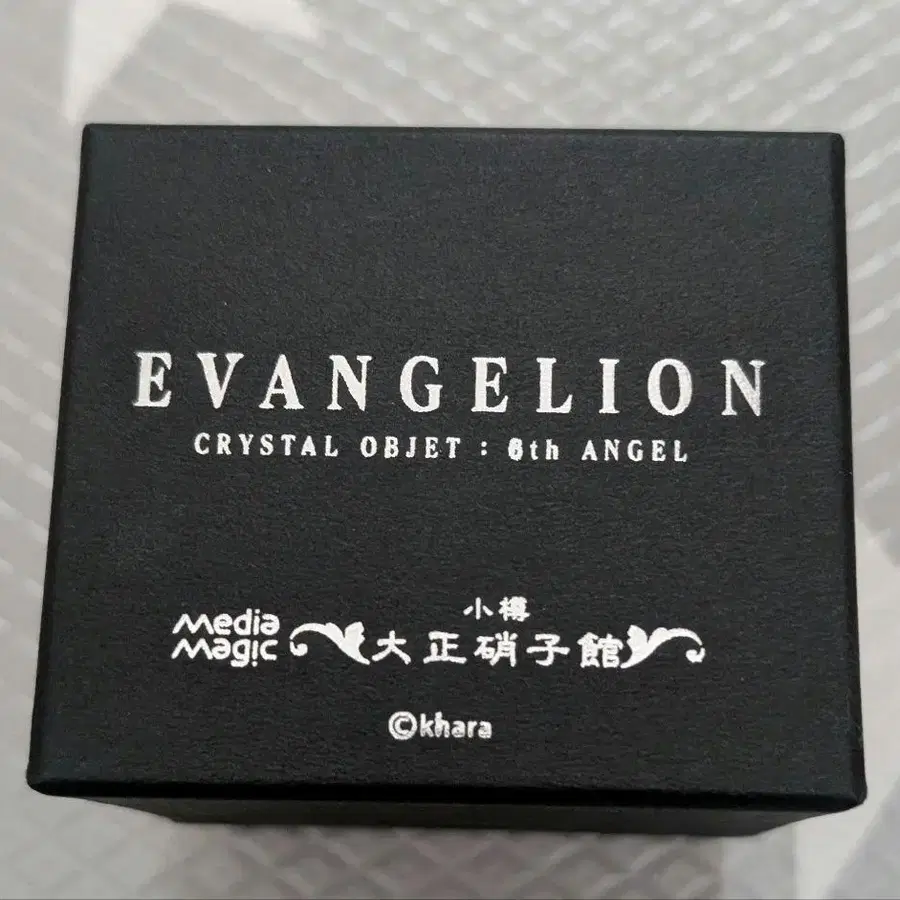 EVANGELION
CRYSTAL OBJET : 6th ANGEL
Media
Magic
小樽
大正硝子館
©khara